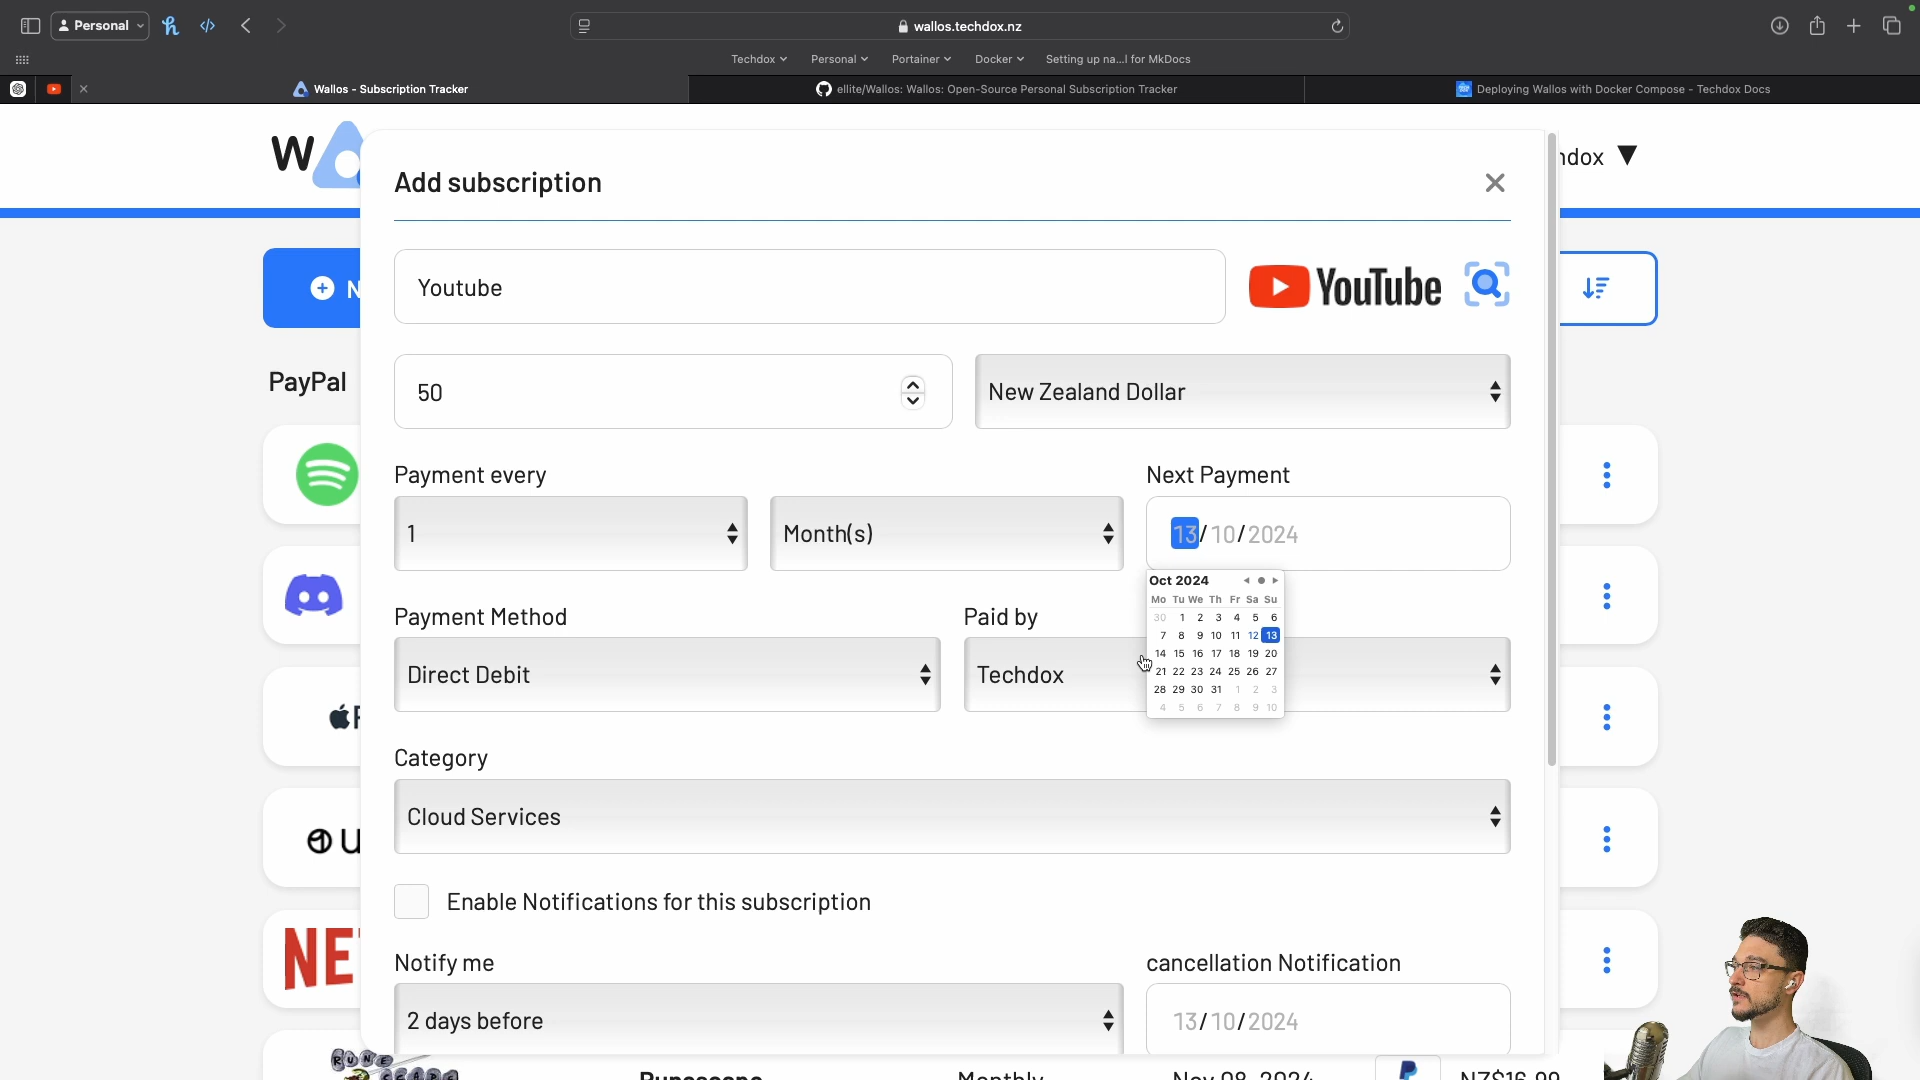 Personal
wallos.techdox.nz
Techdox Personal Portainer Docker Setting up na...l for MkDocs
Wallos - Subscription Tracker
ellite/Wallos: Wallos: Open-Source Personal Subscription Tracker
Deploying Wallos with Docker Compose - Techdox Docs
W
hdox
Add subscription
N
Youtube
YouTube
PayPal
50
New Zealand Dollar
Payment every
Next Payment
1
Month(s)
13/10/2024
Oct 2024
Mo Tu We Th Fr Sa Su
30 1 2 3 4 5 6
7 8 9 10 11 12 13
14 15 16 17 18 19 20
21 22 23 24 25 26 27
28 29 30 31 1 2 3
4 5 6 7 8 9 10
Payment Method
Paid by
Direct Debit
Techdox
Category
Cloud Services
U
Enable Notifications for this subscription
NE
Notify me
cancellation Notification
2 days before
13/10/2024
RUNE
SCAPE
Runescape Monthly Nov 08, 2024 NZ$16.99